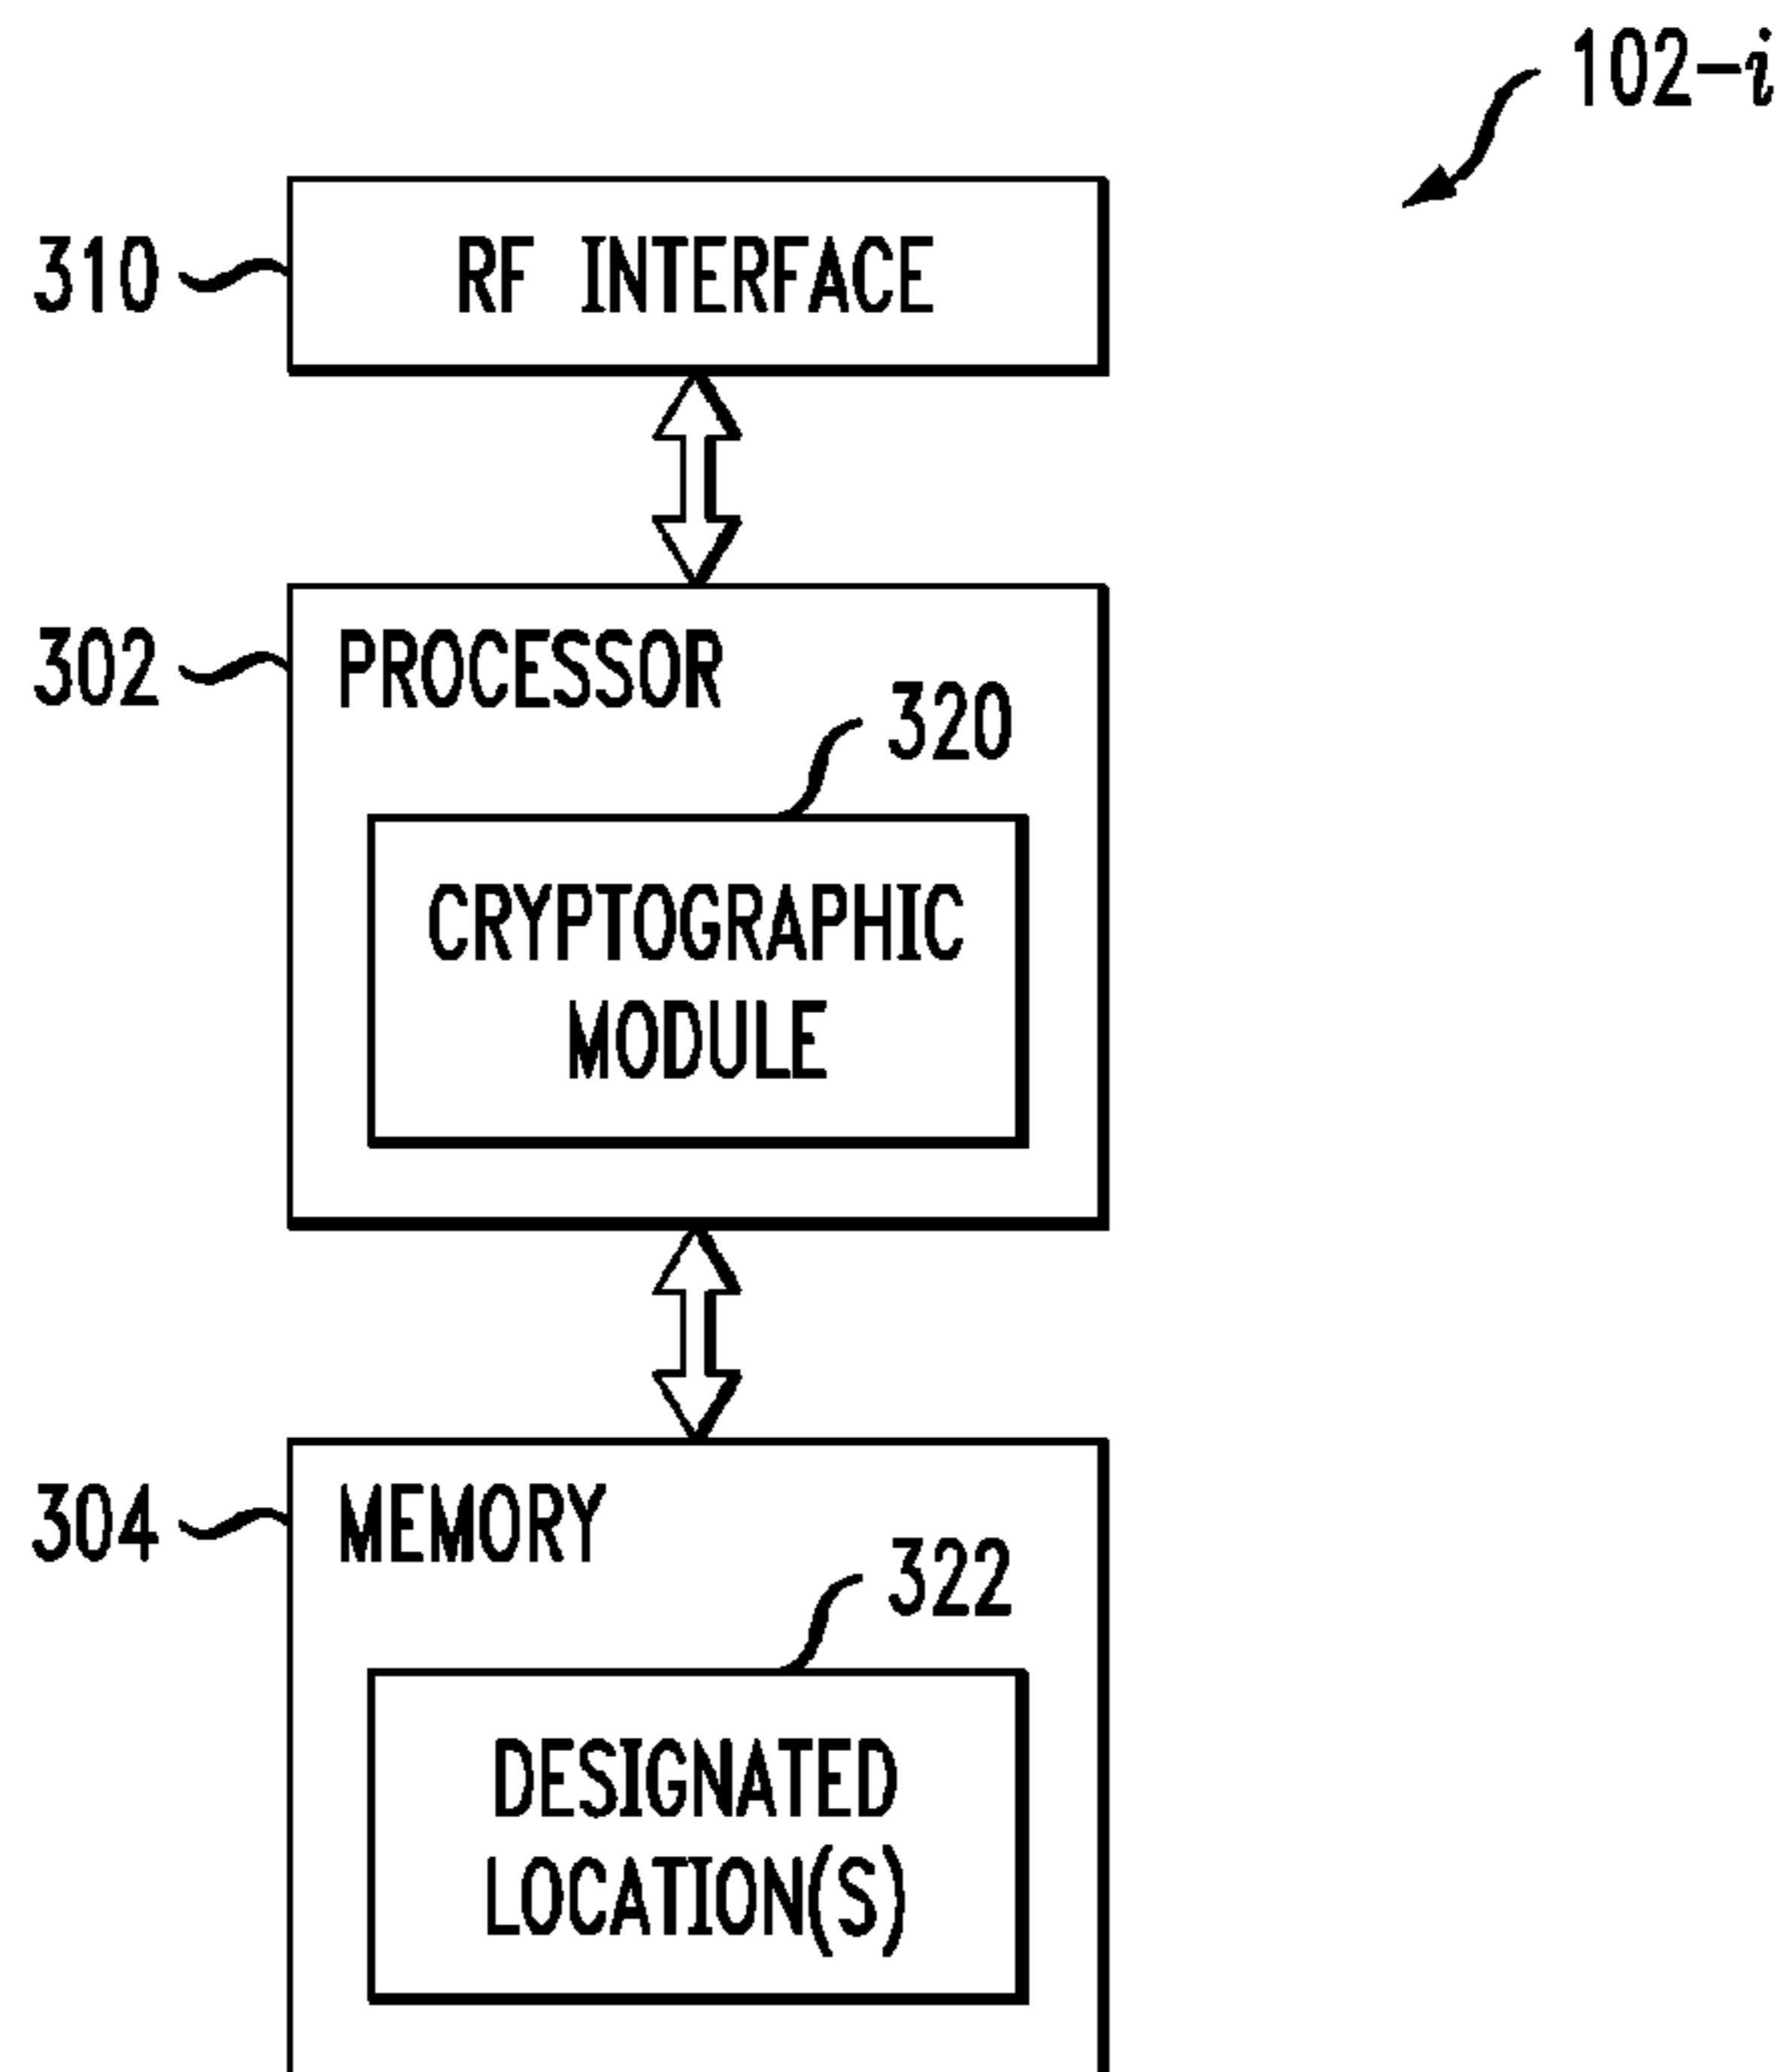 102-i
310
RF INTERFACE
302
PROCESSOR
320
CRYPTOGRAPHIC
MODULE
304
MEMORY
322
DESIGNATED
LOCATION(S)